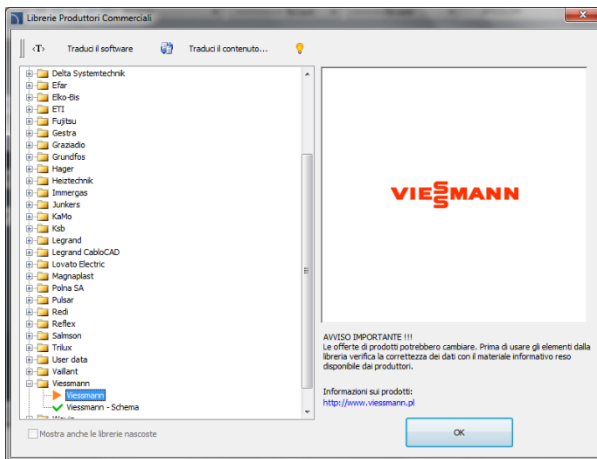 Librerie Produttori Commerciali
‹T› Traduci il software Traduci il contenuto...
Delta Systemtechnik
Efar
Elko-Bis
ETI
Fujitsu
Gestra
Graziadio
Grundfos
Hager
Heiztechnik
Immergas
Junkers
KaMo
Ksb
Legrand
Legrand CabloCAD
Lovato Electric
Magnaplast
Polna SA
Pulsar
Redi
Reflex
Salmson
Trilux
User data
Vaillant
Viessmann
Viessmann
Viessmann - Schema
Mostra anche le librerie nascoste
VIESSMANN
AVVISO IMPORTANTE !!!
Le offerte di prodotti potrebbero cambiare. Prima di usare gli elementi dalla
libreria verifica la correttezza dei dati con il materiale informativo reso
disponibile dai produttori.
Informazioni sui prodotti:
http://www.viessmann.pl
OK